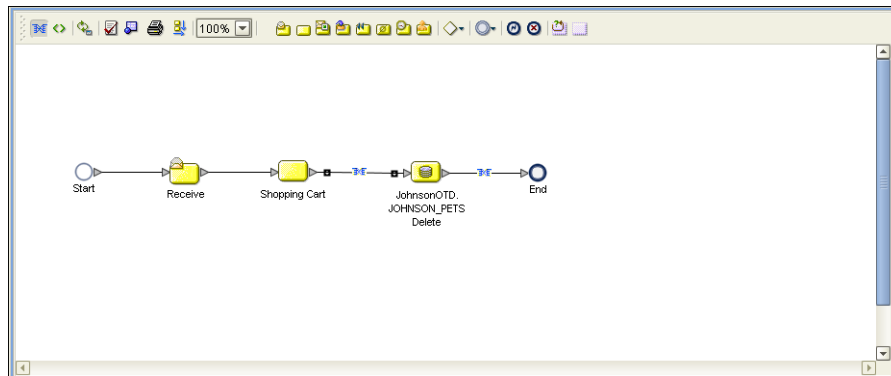 100%
Start
Receive
Shopping Cart
JohnsonOTD.
JOHNSON_PETS
Delete
End